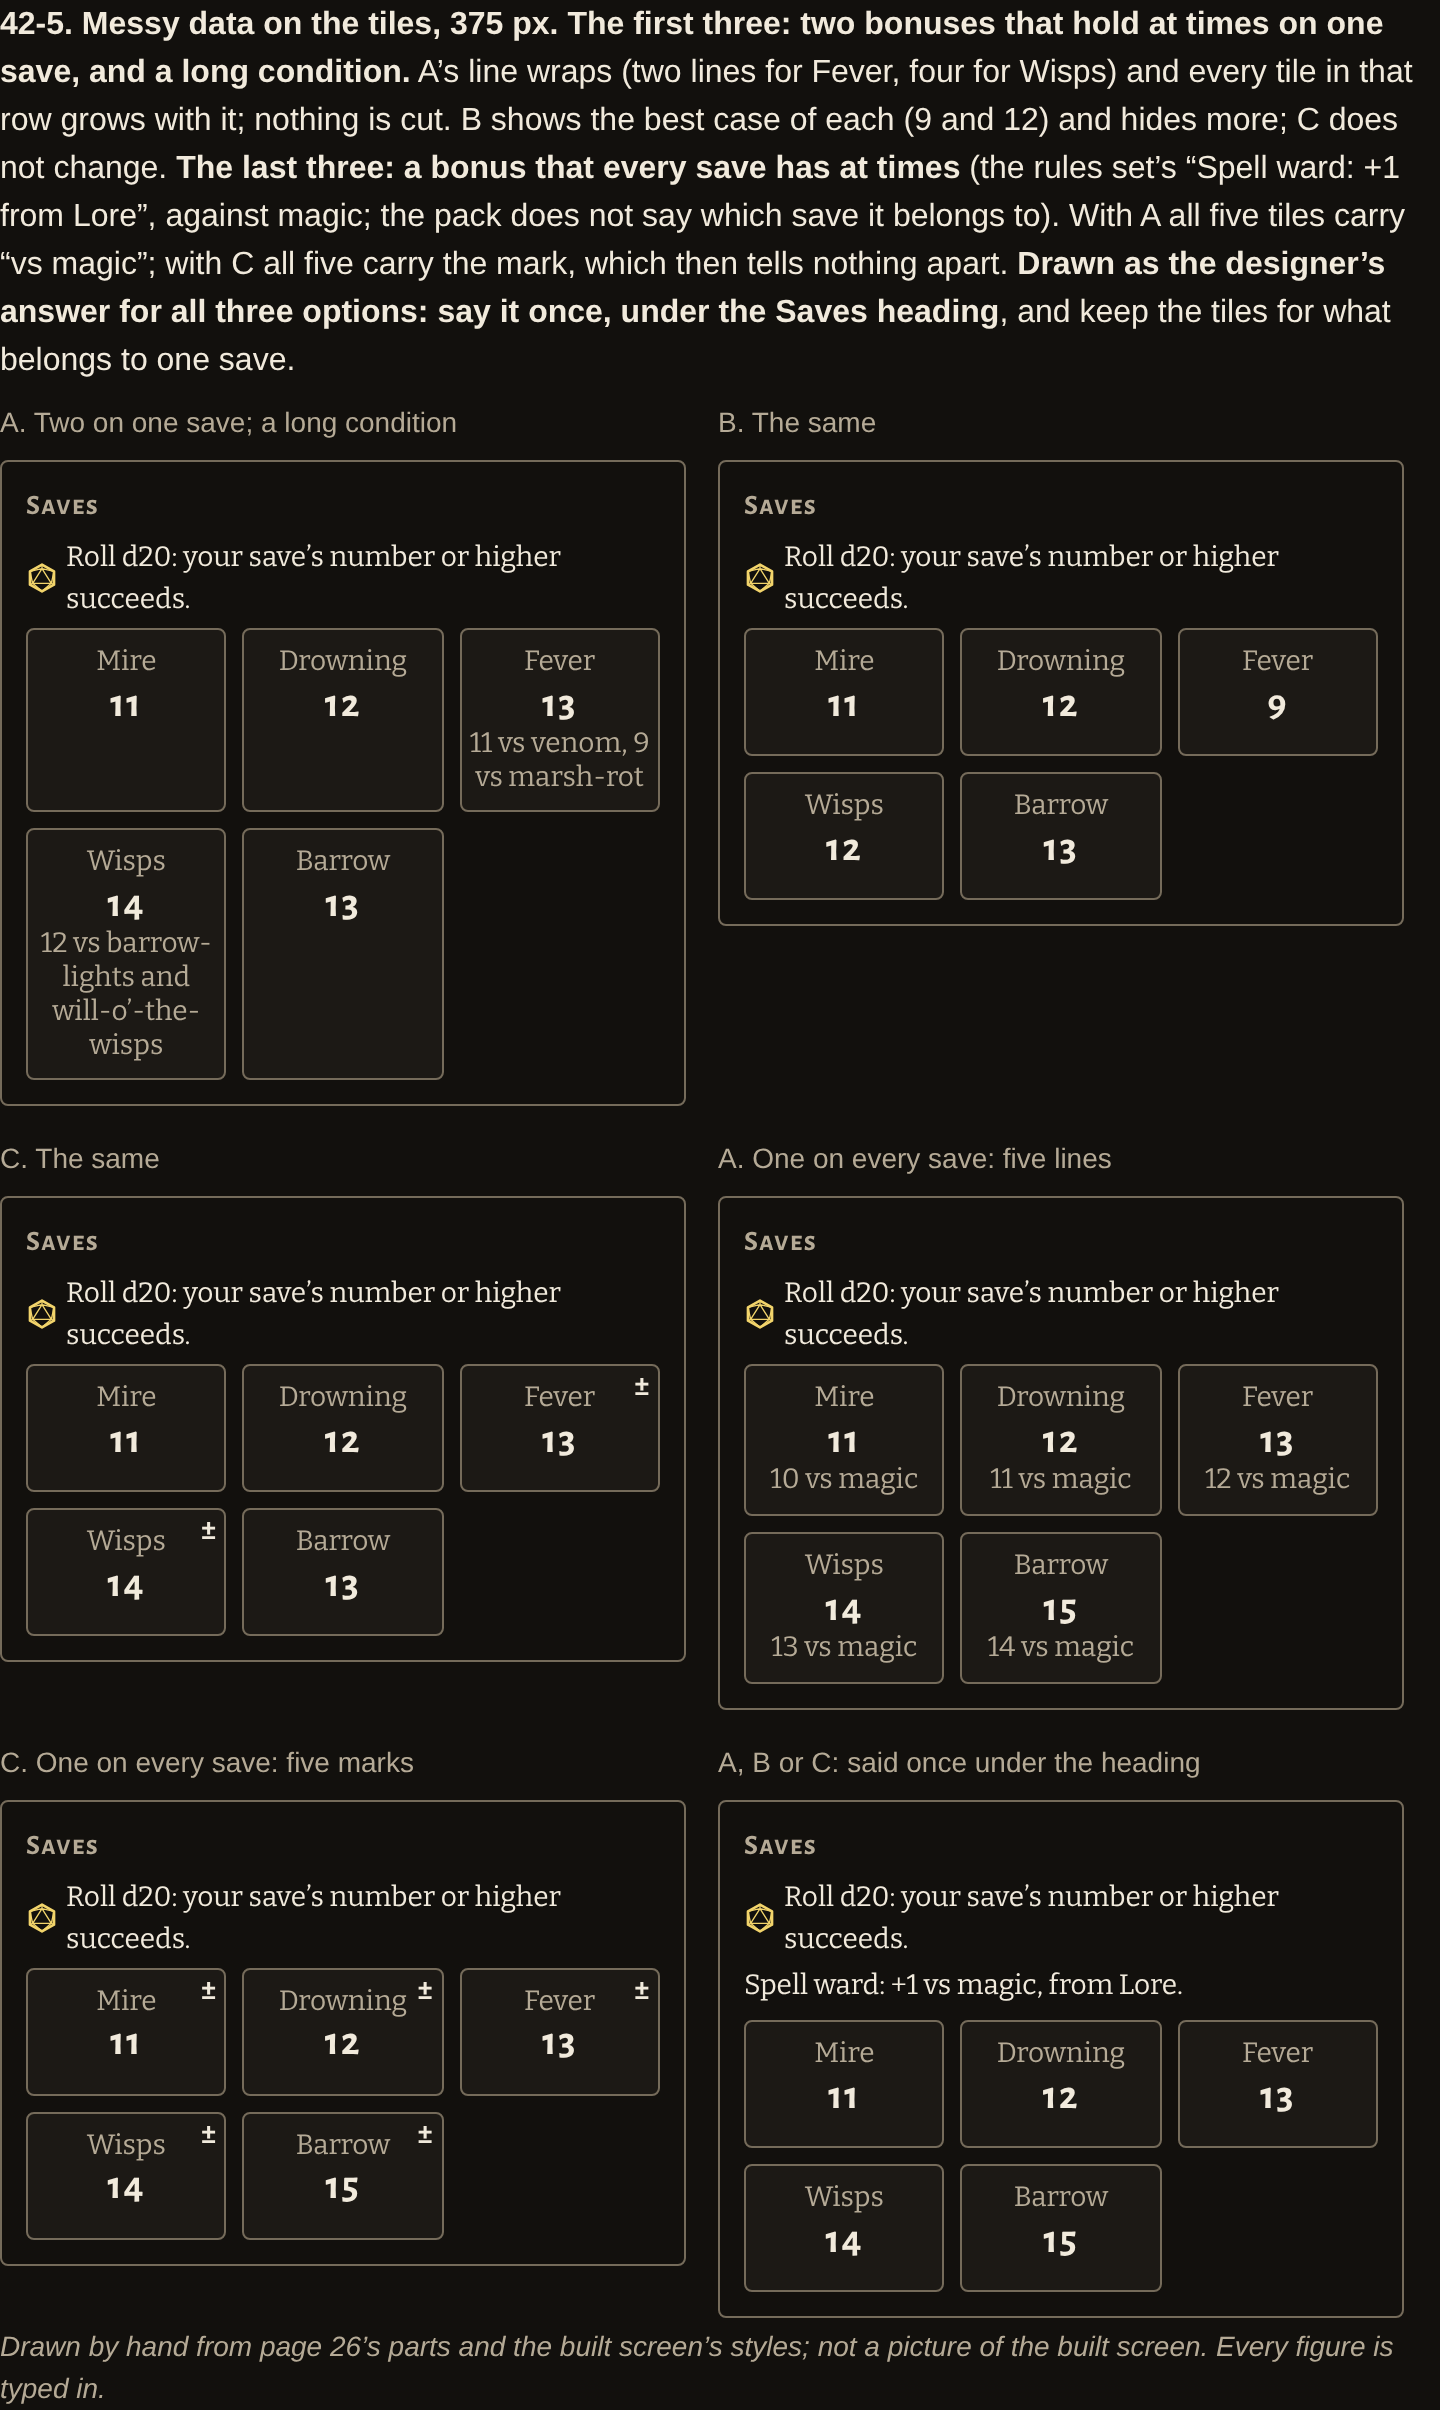 42-5. Messy data on the tiles, 375 px. The first three: two bonuses that hold at times on one
save, and a long condition. A’s line wraps (two lines for Fever, four for Wisps) and every tile in that
row grows with it; nothing is cut. B shows the best case of each (9 and 12) and hides more; C does
not change. The last three: a bonus that every save has at times (the rules set’s “Spell ward: +1
from Lore”, against magic; the pack does not say which save it belongs to). With A all five tiles carry
“vs magic”; with C all five carry the mark, which then tells nothing apart. Drawn as the designer’s
answer for all three options: say it once, under the Saves heading, and keep the tiles for what
belongs to one save.
A. Two on one save; a long condition
SAVES
Roll d20: your save’s number or higher
succeeds.
Mire
11
Drowning
12
Fever
13
11 vs venom, 9
vs marsh-rot
Wisps
14
12 vs barrow-
lights and
will-o’-the-
wisps
Barrow
13
B. The same
SAVES
Roll d20: your save’s number or higher
succeeds.
Mire
11
Drowning
12
Fever
9
Wisps
12
Barrow
13
C. The same
SAVES
Roll d20: your save’s number or higher
succeeds.
Mire
11
Drowning
12
Fever ±
13
Wisps ±
14
Barrow
13
A. One on every save: five lines
SAVES
Roll d20: your save’s number or higher
succeeds.
Mire
11
10 vs magic
Drowning
12
11 vs magic
Fever
13
12 vs magic
Wisps
14
13 vs magic
Barrow
15
14 vs magic
C. One on every save: five marks
SAVES
Roll d20: your save’s number or higher
succeeds.
Mire ±
11
Drowning ±
12
Fever ±
13
Wisps ±
14
Barrow ±
15
A, B or C: said once under the heading
SAVES
Roll d20: your save’s number or higher
succeeds.
Spell ward: +1 vs magic, from Lore.
Mire
11
Drowning
12
Fever
13
Wisps
14
Barrow
15
Drawn by hand from page 26’s parts and the built screen’s styles; not a picture of the built screen. Every figure is
typed in.